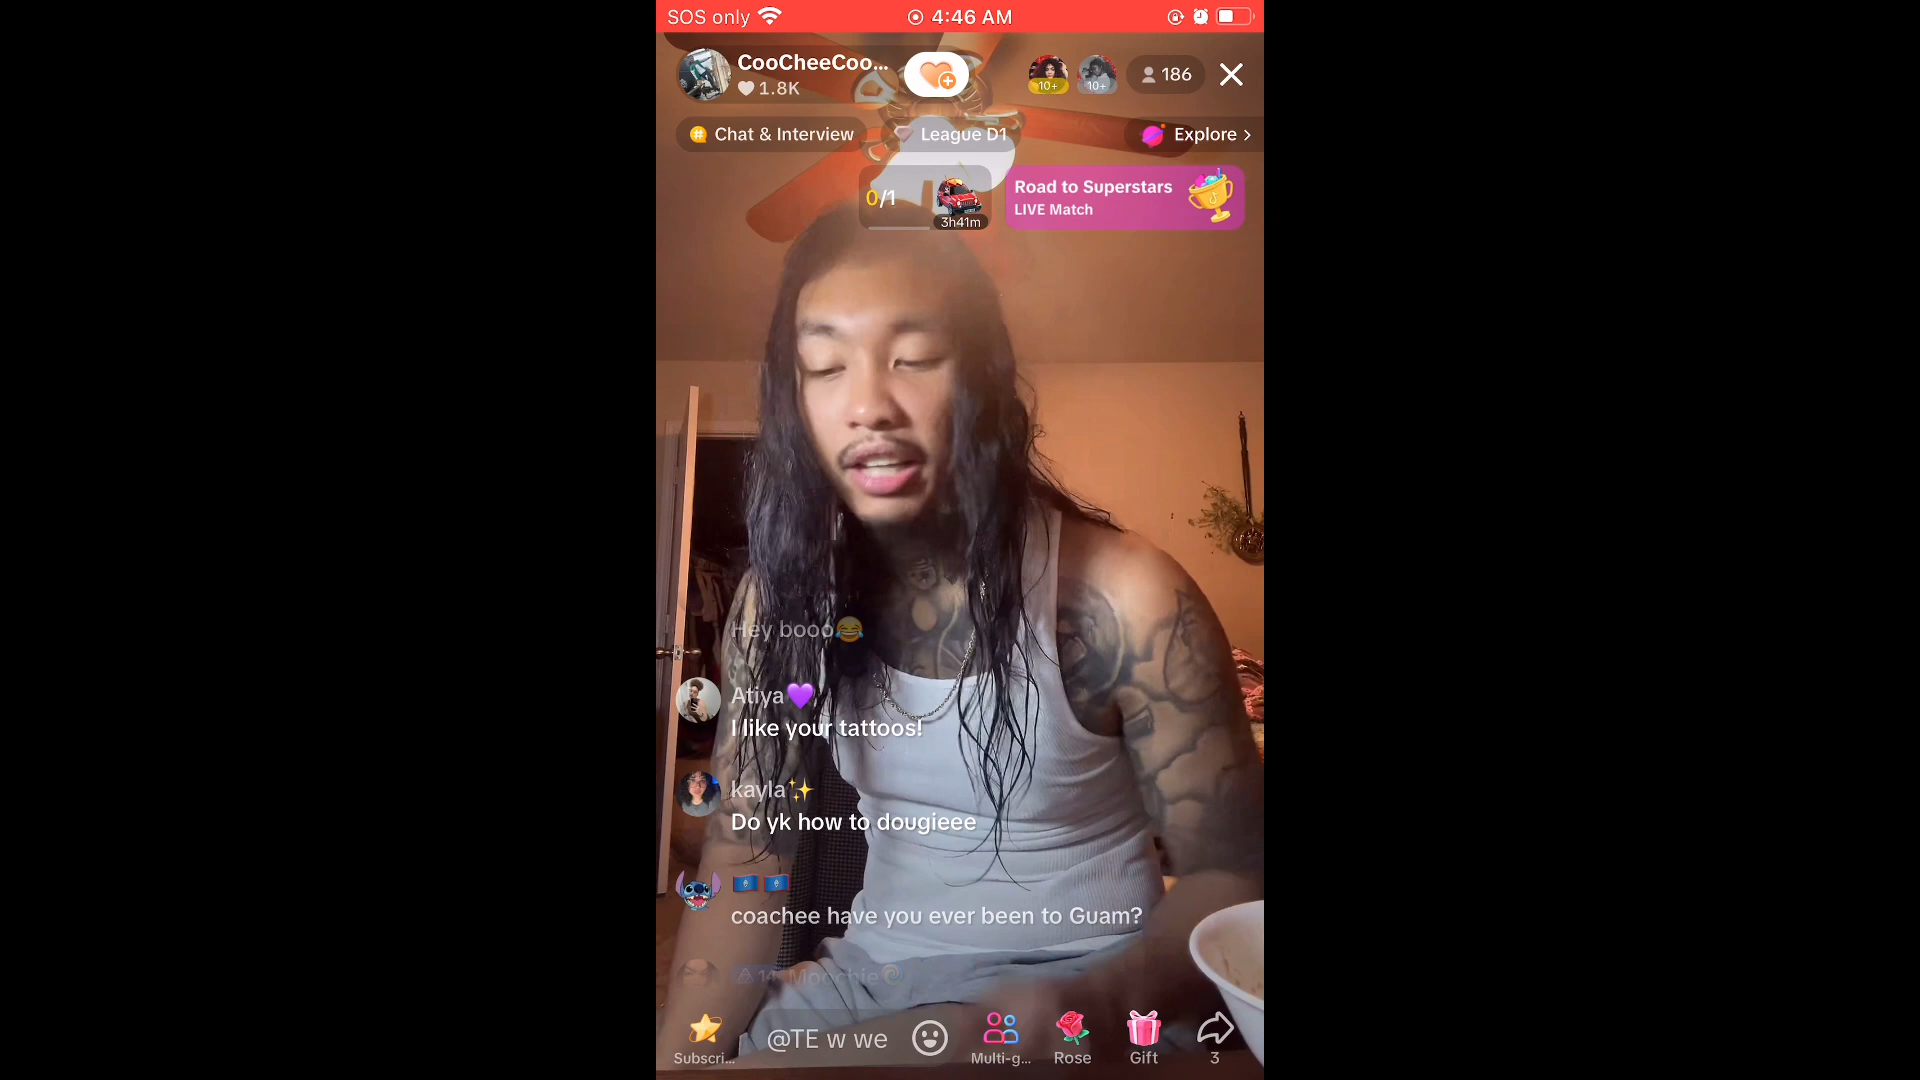 SOS only
4:46 AM
CooCheeCoo...
1.8K
10+
10+
186
Chat & Interview
League D1
Explore >
0/1
3h41m
Road to Superstars
LIVE Match
Hey booo😂
Atiya💜
I like your tattoos!
kayla✨
Do yk how to dougieee
🇬🇺🇬🇺
coachee have you ever been to Guam?
14 Moochie🍥
@TE w we
Subscri...
Multi-g...
Rose
Gift
3